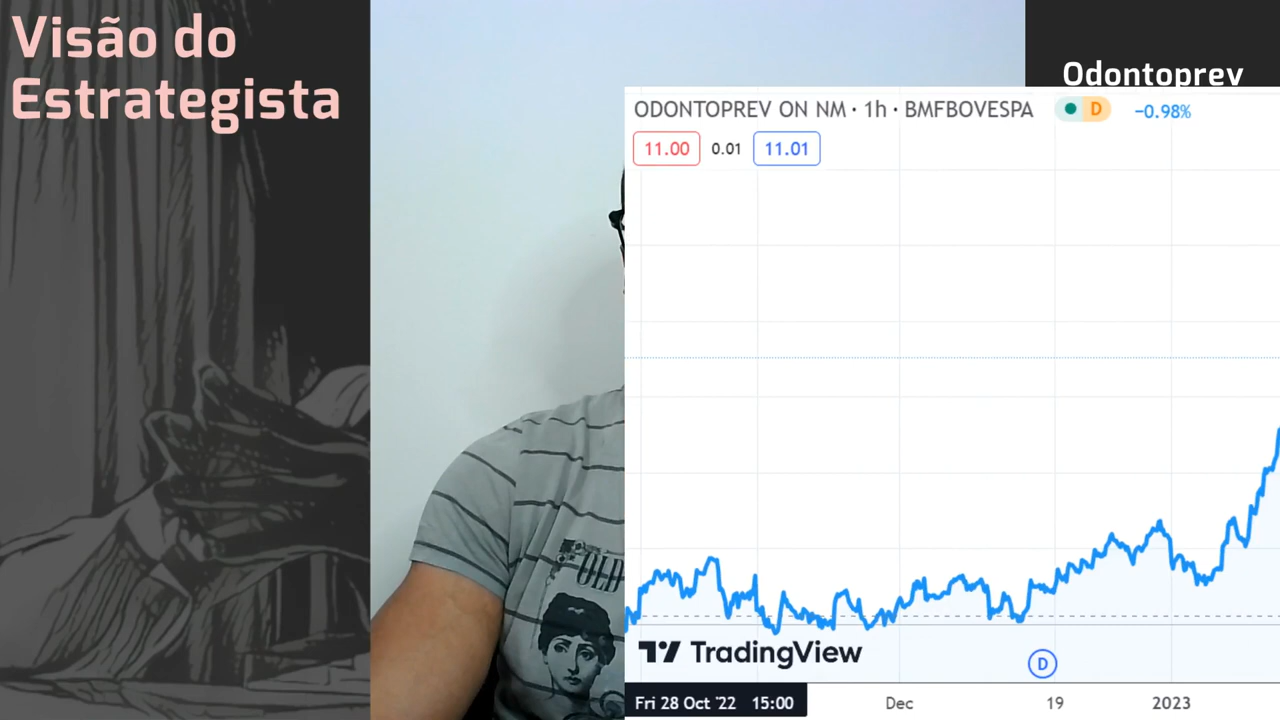 Visão do
Estrategista
Odontoprev
ODONTOPREV ON NM · 1h · BMFBOVESPA
D
−0.98%
11.00
0.01
11.01
OLD
TradingView
D
Fri 28 Oct '22 15:00
Dec
19
2023